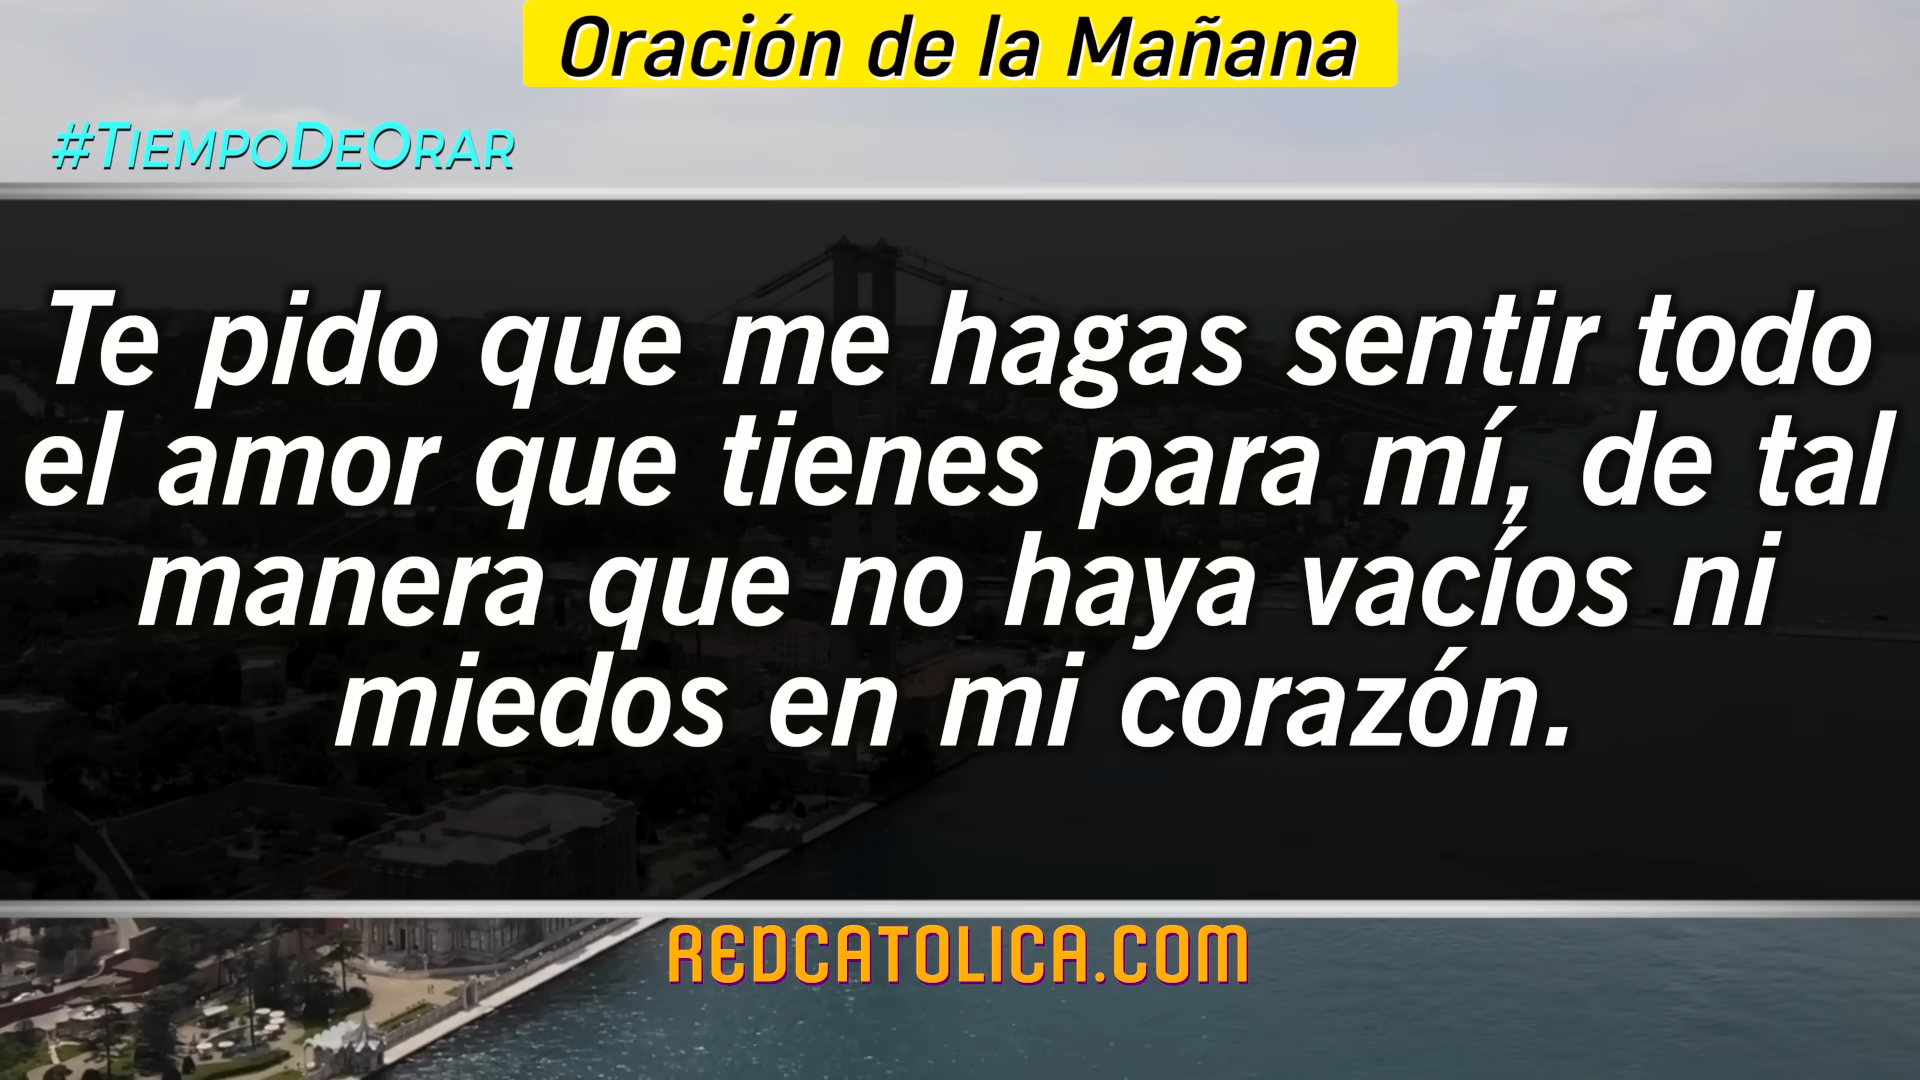 Oración de la Mañana
#TiempoDeOrar
Te pido que me hagas sentir todo
el amor que tienes para mí, de tal
manera que no haya vacíos ni
miedos en mi corazón.
REDCATOLICA.COM